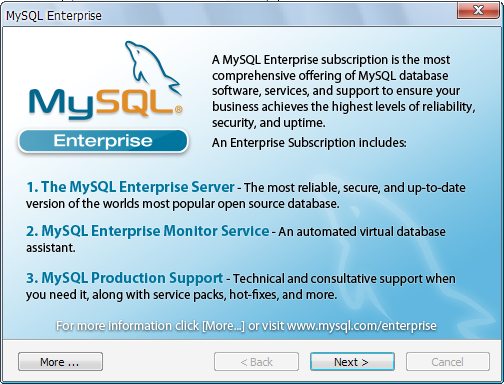 MySQL Enterprise
A MySQL Enterprise subscription is the most
comprehensive offering of MySQL database
software, services, and support to ensure your
business achieves the highest levels of reliability,
security, and uptime.
An Enterprise Subscription includes:
MySQL®
Enterprise
1. The MySQL Enterprise Server - The most reliable, secure, and up-to-date
version of the worlds most popular open source database.
2. MySQL Enterprise Monitor Service - An automated virtual database
assistant.
3. MySQL Production Support - Technical and consultative support when
you need it, along with service packs, hot-fixes, and more.
For more information click [More...] or visit www.mysql.com/enterprise
More ...
< Back
Next >
Cancel